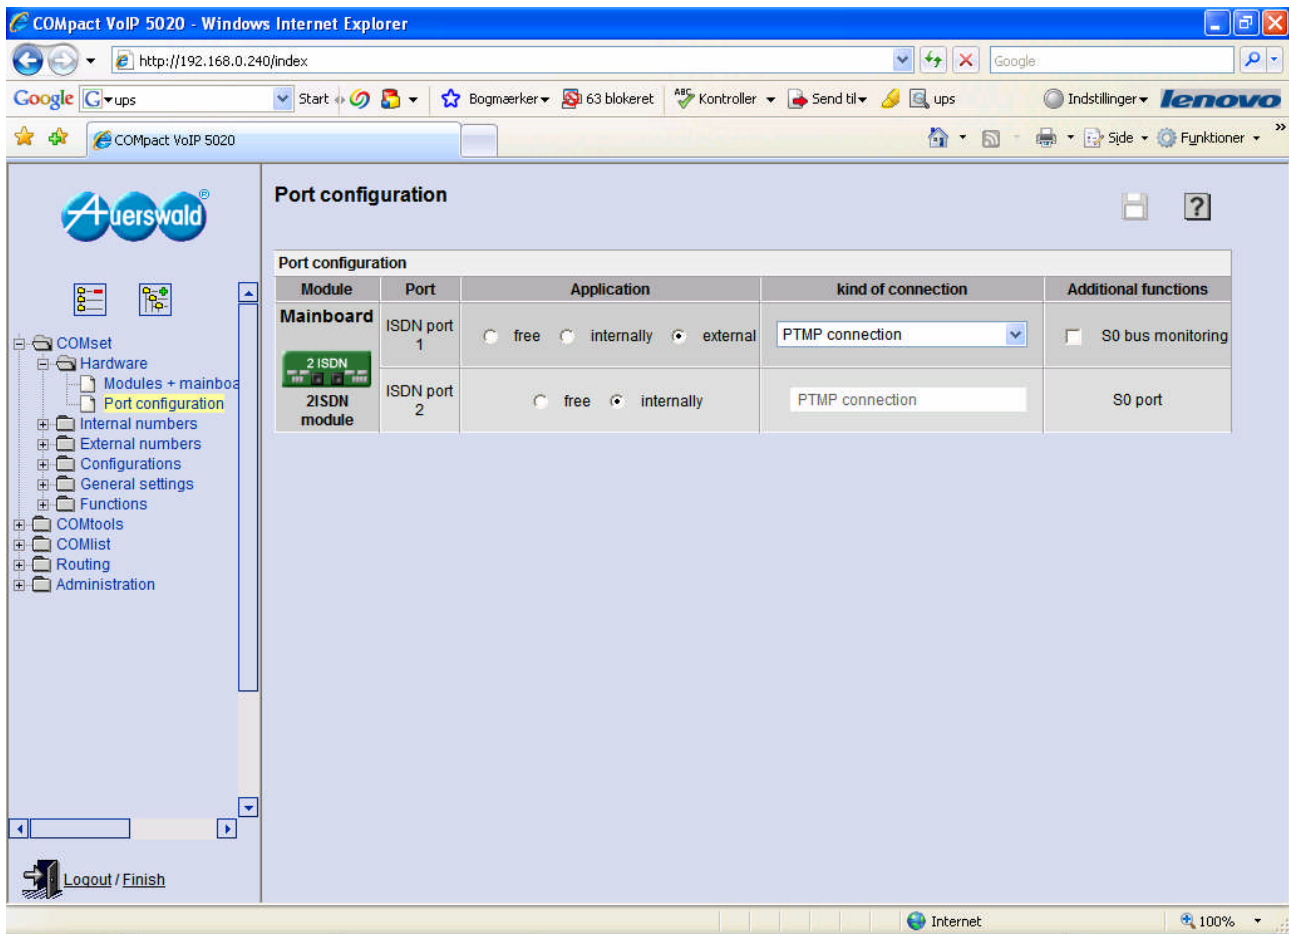 COMpact VoIP 5020 - Windows Internet Explorer
http://192.168.0.240/index
Google
Google G ups Start Bogmærker 63 blokeret ABC Kontroller Send til ups Indstillinger lenovo
COMpact VoIP 5020 Side Funktioner »
Auerswald ®
Port configuration
?
Port configuration
Module Port Application kind of connection Additional functions
Mainboard
2 ISDN
2ISDN
module
ISDN port
1
free internally external PTMP connection S0 bus monitoring
ISDN port
2
free internally PTMP connection S0 port
COMset
Hardware
Modules + mainboa
Port configuration
Internal numbers
External numbers
Configurations
General settings
Functions
COMtools
COMlist
Routing
Administration
Logout / Finish
Internet 100%